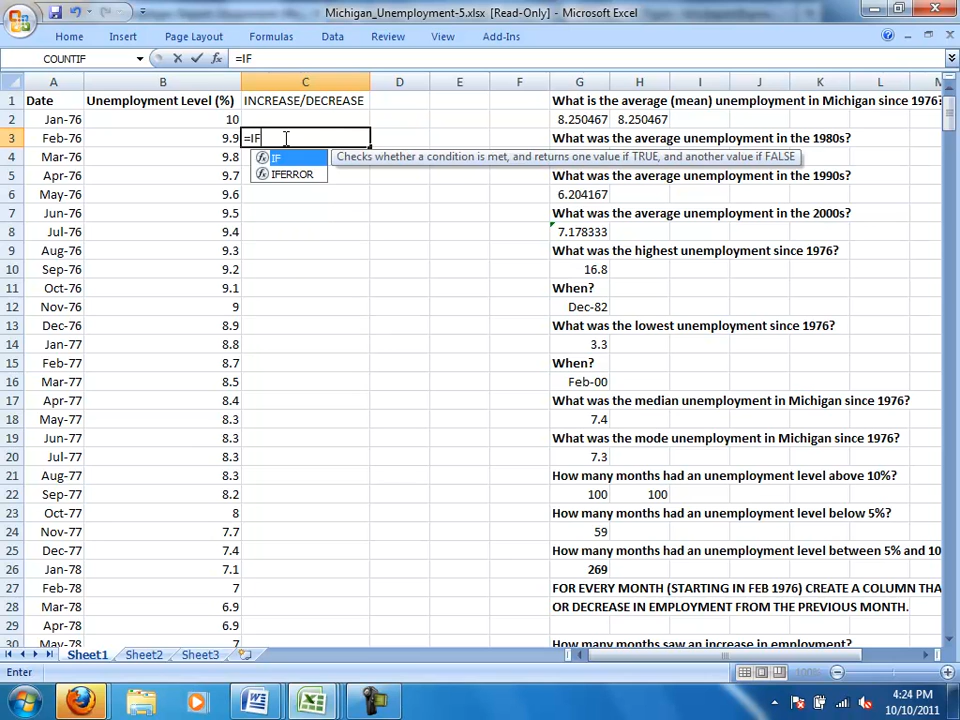 Michigan_Unemployment-5.xlsx [Read-Only] - Microsoft Excel
Home Insert Page Layout Formulas Data Review View Add-Ins
COUNTIF =IF
A B C D E F G H I J K L M
1 Date Unemployment Level (%) INCREASE/DECREASE What is the average (mean) unemployment in Michigan since 1976?
2 Jan-76 10 8.250467 8.250467
3 Feb-76 9.9 =IF What was the average unemployment in the 1980s?
4 Mar-76 9.8 IF Checks whether a condition is met, and returns one value if TRUE, and another value if FALSE
5 Apr-76 9.7 IFERROR What was the average unemployment in the 1990s?
6 May-76 9.6 6.204167
7 Jun-76 9.5 What was the average unemployment in the 2000s?
8 Jul-76 9.4 7.178333
9 Aug-76 9.3 What was the highest unemployment since 1976?
10 Sep-76 9.2 16.8
11 Oct-76 9.1 When?
12 Nov-76 9 Dec-82
13 Dec-76 8.9 What was the lowest unemployment since 1976?
14 Jan-77 8.8 3.3
15 Feb-77 8.7 When?
16 Mar-77 8.5 Feb-00
17 Apr-77 8.4 What was the median unemployment in Michigan since 1976?
18 May-77 8.3 7.4
19 Jun-77 8.3 What was the mode unemployment in Michigan since 1976?
20 Jul-77 8.3 7.3
21 Aug-77 8.3 How many months had an unemployment level above 10%?
22 Sep-77 8.2 100 100
23 Oct-77 8 How many months had an unemployment level below 5%?
24 Nov-77 7.7 59
25 Dec-77 7.4 How many months had an unemployment level between 5% and 10
26 Jan-78 7.1 269
27 Feb-78 7 FOR EVERY MONTH (STARTING IN FEB 1976) CREATE A COLUMN THA
28 Mar-78 6.9 OR DECREASE IN EMPLOYMENT FROM THE PREVIOUS MONTH.
29 Apr-78 6.9
30 May-78 7 How many months saw an increase in employment?
Sheet1 Sheet2 Sheet3
Enter 100%
4:24 PM
10/10/2011